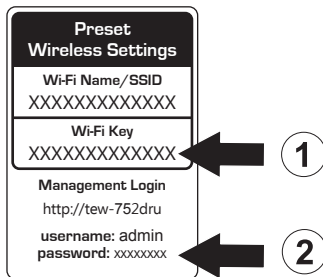 Preset
Wireless Settings
Wi-Fi Name/SSID
XXXXXXXXXXXXX
Wi-Fi Key
XXXXXXXXXXXXX
1
Management Login
http://tew-752dru
username: admin
password: xxxxxxxx
2